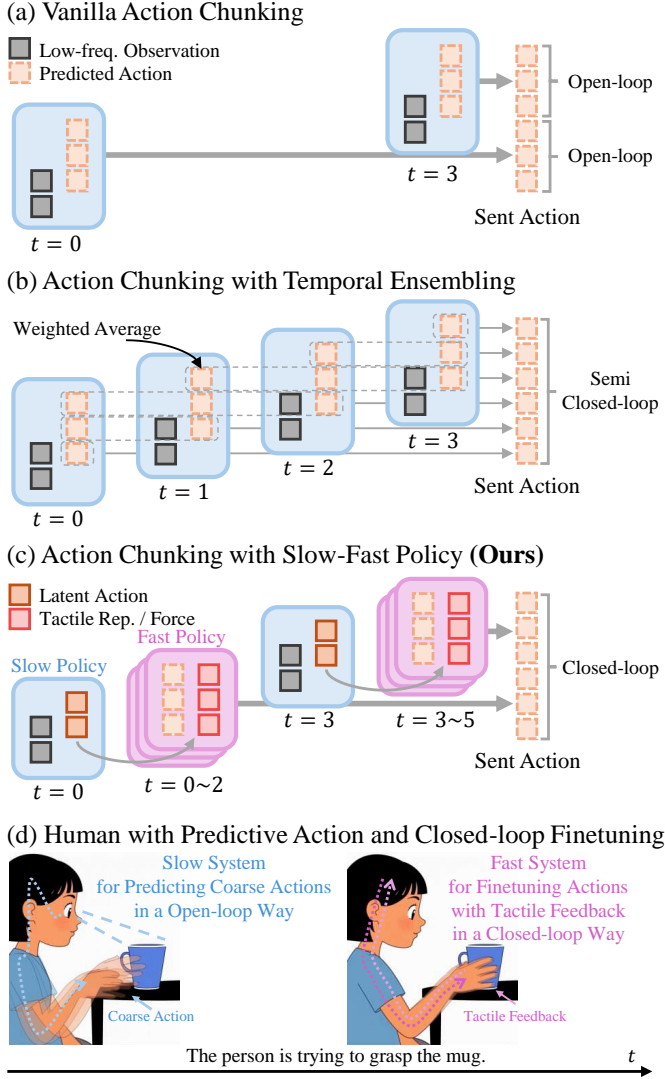 (a) Vanilla Action Chunking
Low-freq. Observation
Predicted Action
Open-loop
Open-loop
t = 3
Sent Action
t = 0
(b) Action Chunking with Temporal Ensembling
Weighted Average
Semi
Closed-loop
t = 3
t = 2
t = 1
t = 0
Sent Action
(c) Action Chunking with Slow-Fast Policy (Ours)
Latent Action
Tactile Rep. / Force
Fast Policy
Slow Policy
Closed-loop
t = 3
t = 3~5
Sent Action
t = 0
t = 0~2
(d) Human with Predictive Action and Closed-loop Finetuning
Slow System
for Predicting Coarse Actions
in a Open-loop Way
Coarse Action
Fast System
for Finetuning Actions
with Tactile Feedback
in a Closed-loop Way
Tactile Feedback
The person is trying to grasp the mug.
t